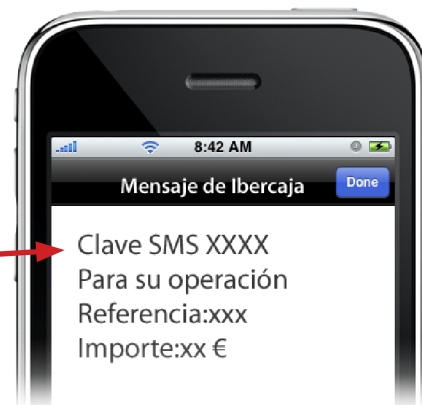 8:42 AM
Mensaje de Ibercaja
Done
Clave SMS XXXX
Para su operación
Referencia:xxx
Importe:xx €